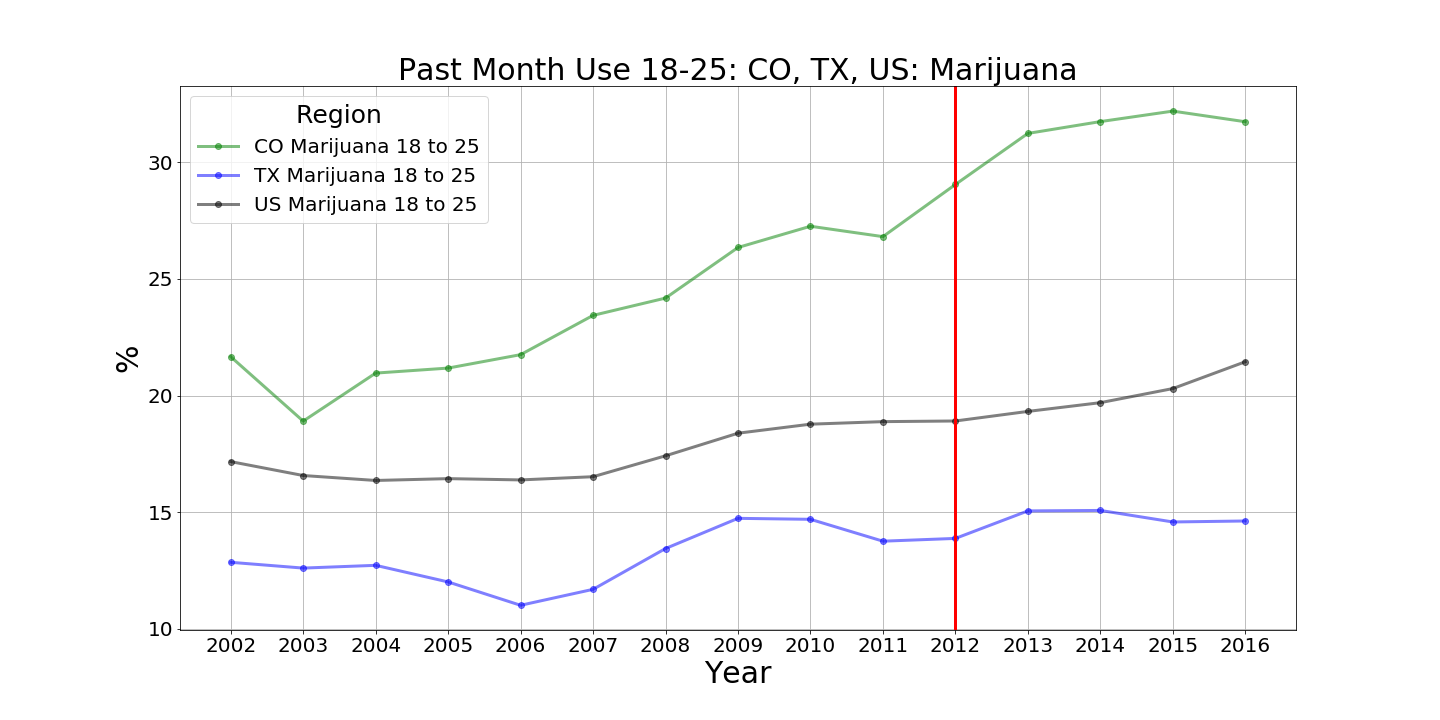 Past Month Use 18-25: CO, TX, US: Marijuana
Region
CO Marijuana 18 to 25
TX Marijuana 18 to 25
US Marijuana 18 to 25
30
25
20
15
10
%
2002 2003 2004 2005 2006 2007 2008 2009 2010 2011 2012 2013 2014 2015 2016
Year